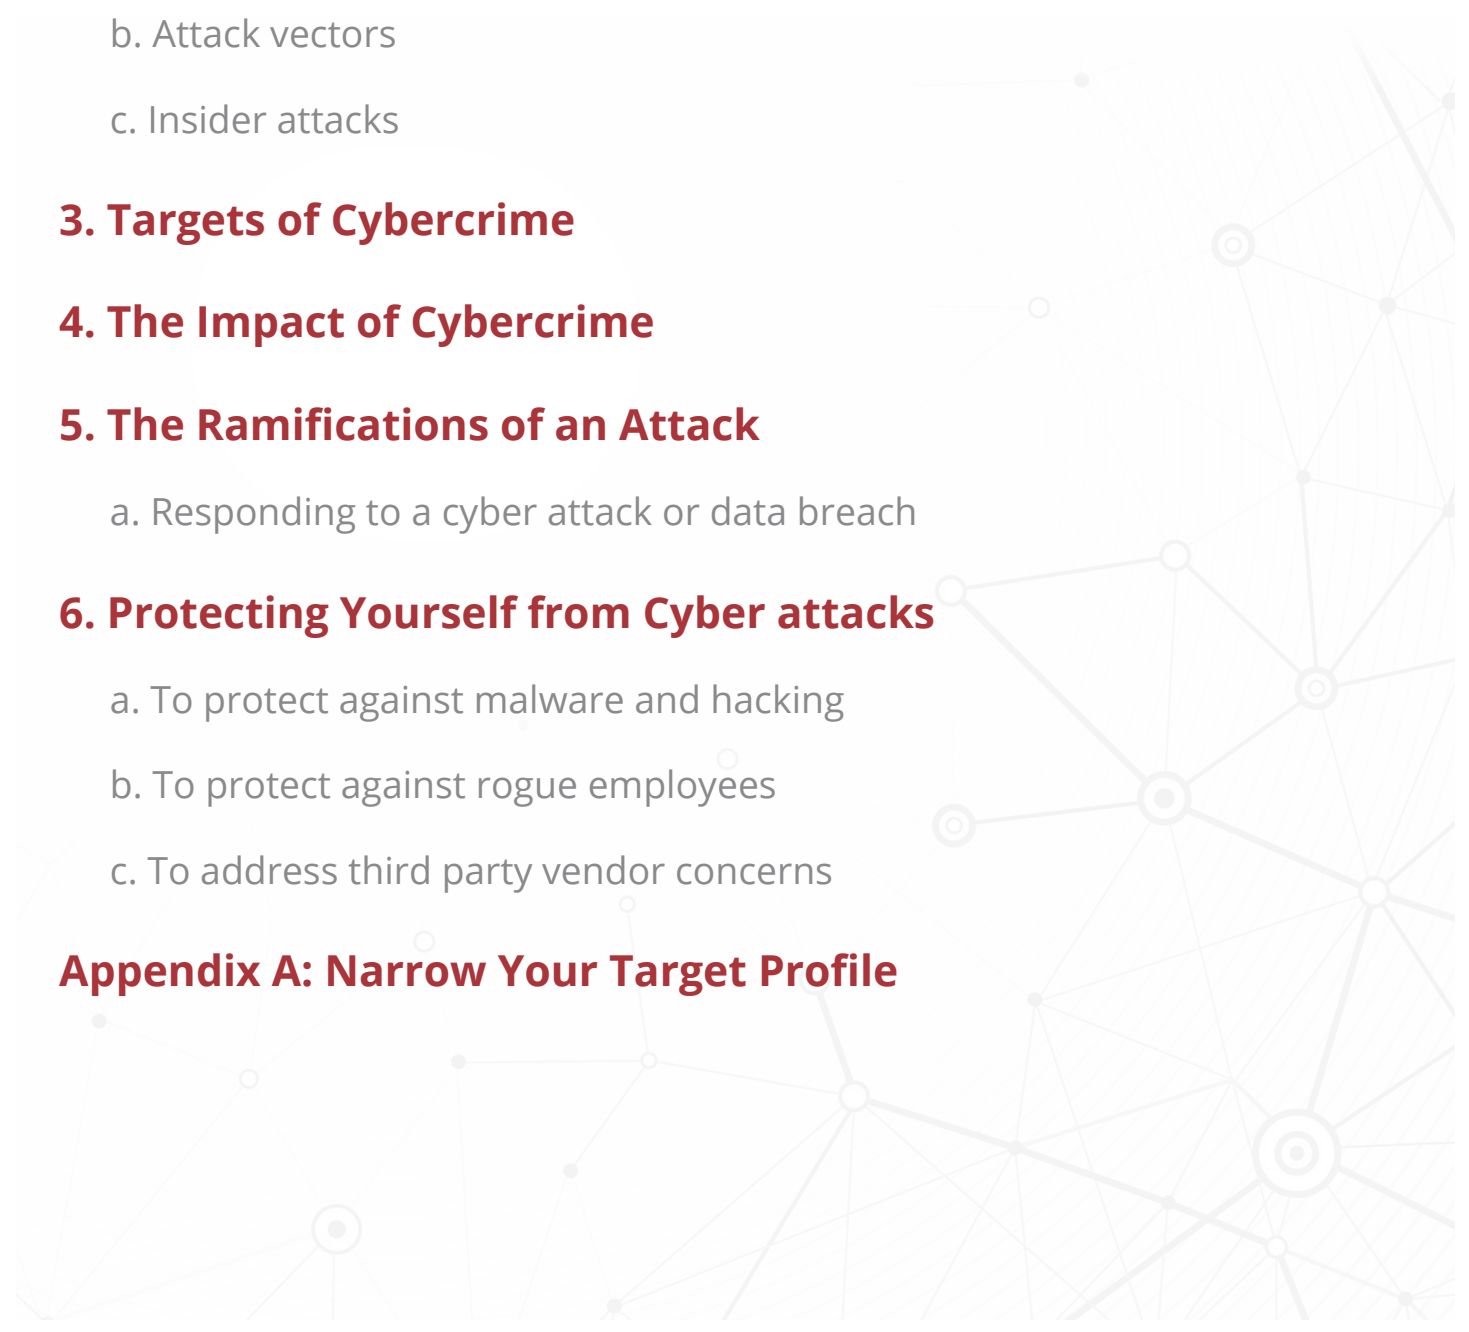 b. Attack vectors
c. Insider attacks
3. Targets of Cybercrime
4. The Impact of Cybercrime
5. The Ramifications of an Attack
a. Responding to a cyber attack or data breach
6. Protecting Yourself from Cyber attacks
a. To protect against malware and hacking
b. To protect against rogue employees
c. To address third party vendor concerns
Appendix A: Narrow Your Target Profile